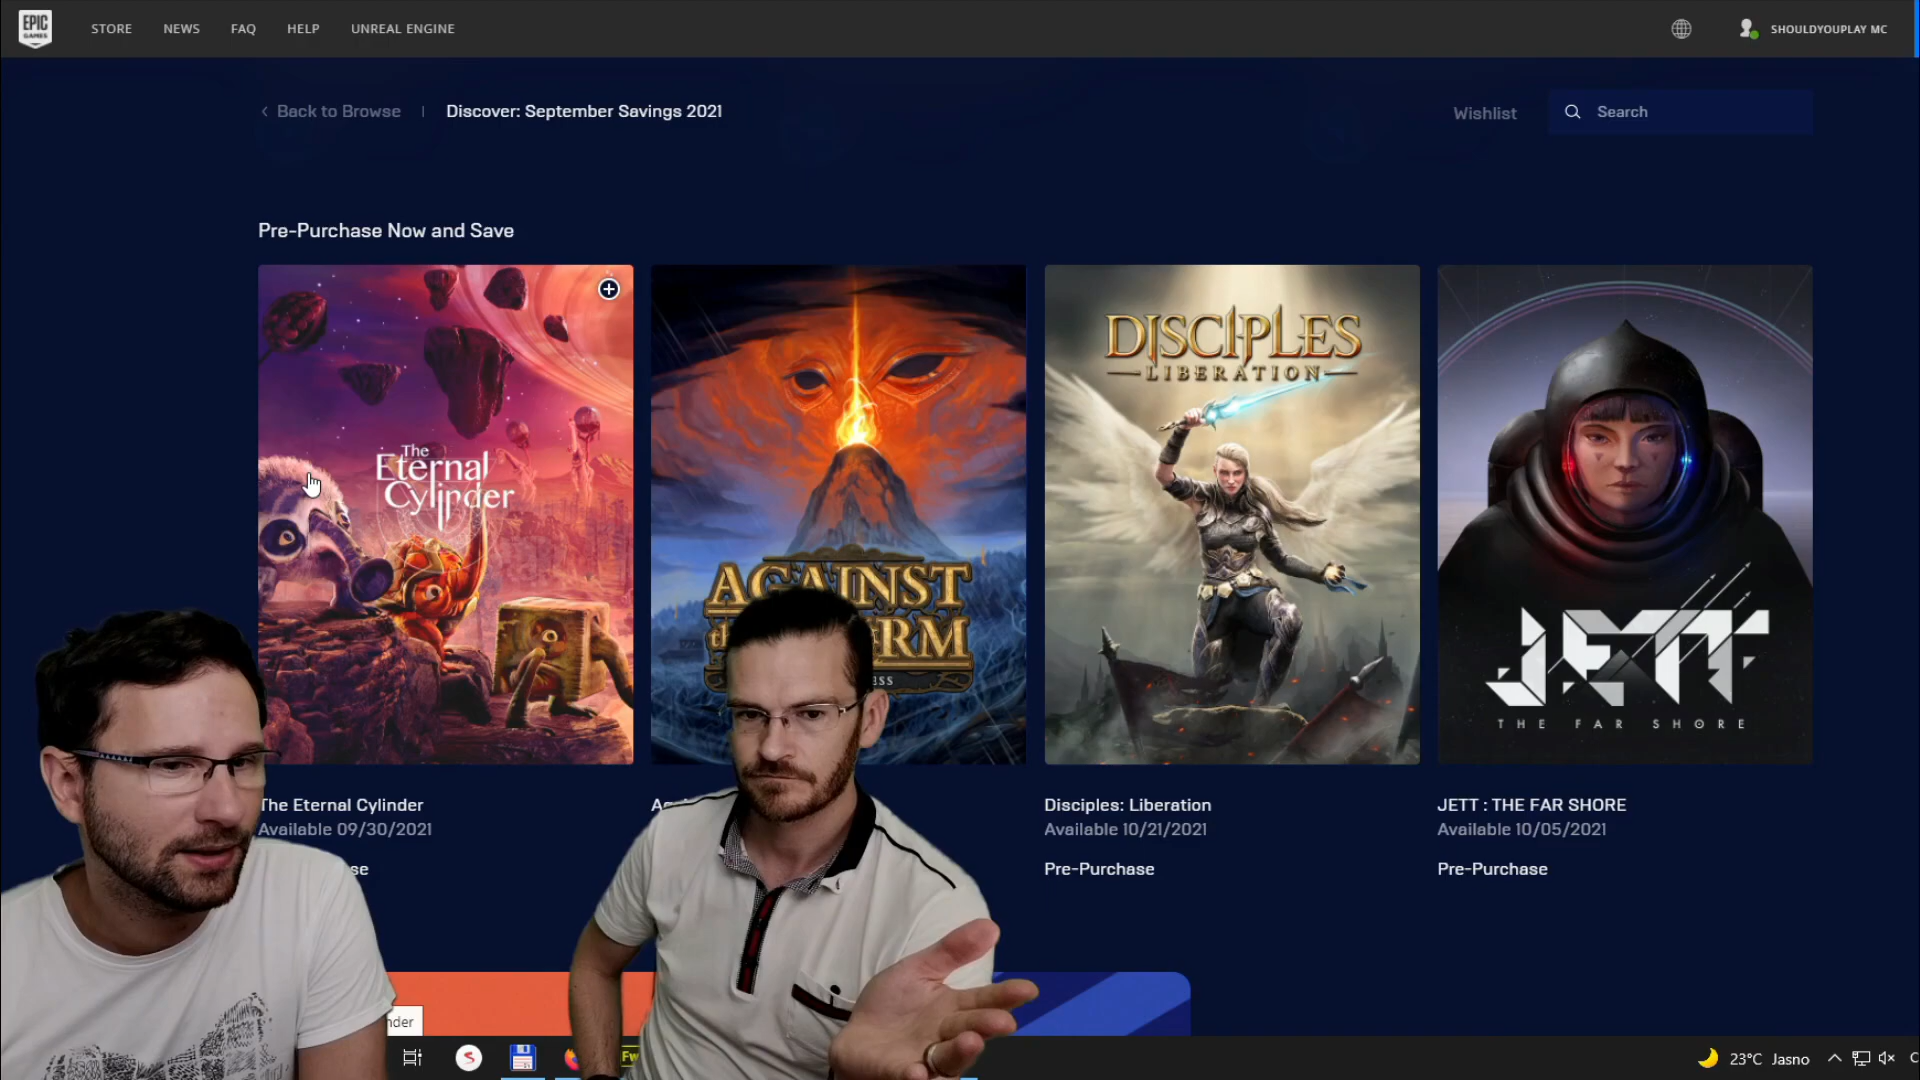 EPIC
GAMES
STORE
NEWS
FAQ
HELP
UNREAL ENGINE
SHOULDYOUPLAY MC
Back to Browse
Discover: September Savings 2021
Wishlist
Search
Pre-Purchase Now and Save
The
Eternal
Cylinder
AGAINST
DISCIPLES
LIBERATION
JETT
THE FAR SHORE
The Eternal Cylinder
Available 09/30/2021
Disciples: Liberation
Available 10/21/2021
Pre-Purchase
JETT : THE FAR SHORE
Available 10/05/2021
Pre-Purchase
23°C Jasno